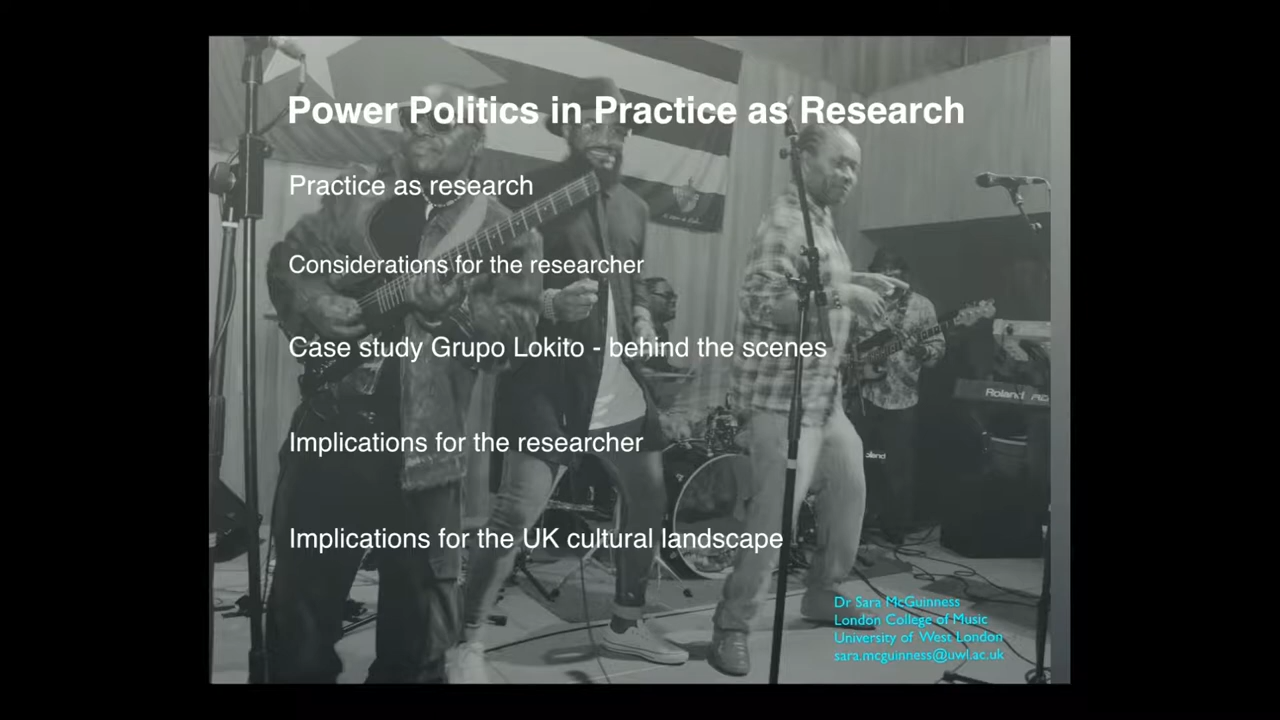 Power Politics in Practice as Research
Practice as research
Considerations for the researcher
Case study Grupo Lokito - behind the scenes
Implications for the researcher
Implications for the UK cultural landscape
Roland RD
Roland
Dr Sara McGuinness
London College of Music
University of West London
sara.mcguinness@uwl.ac.uk